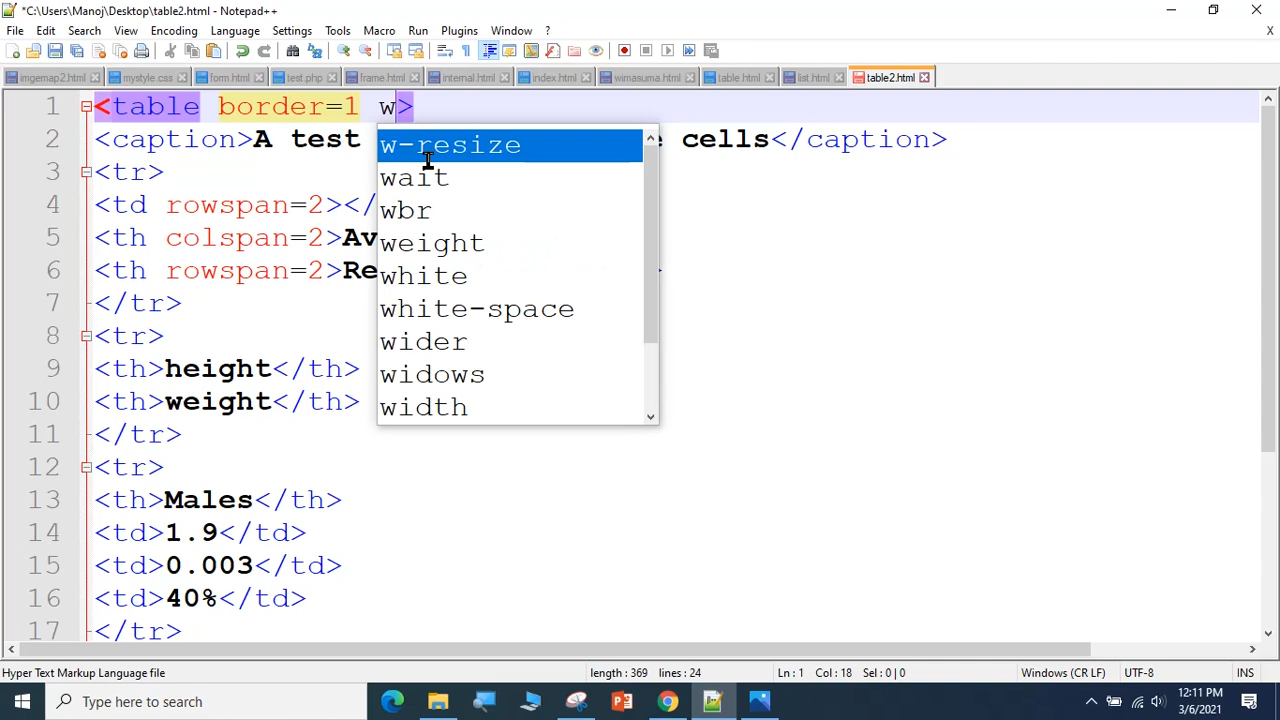 *C:\Users\Manoj\Desktop\table2.html - Notepad++
File Edit Search View Encoding Language Settings Tools Macro Run Plugins Window ? X
imgemap2.html mystyle.css form1.html test.php frame.html internal.html index.html wimasuma.html table.html list.html table2.html
1 <table border=1 w>
2 <caption>A test e cells</caption>
w-resize
wait
wbr
weight
white
white-space
wider
widows
width
3 <tr>
4 <td rowspan=2></
5 <th colspan=2>Av
6 <th rowspan=2>Re >
7 </tr>
8 <tr>
9 <th>height</th>
10 <th>weight</th>
11 </tr>
12 <tr>
13 <th>Males</th>
14 <td>1.9</td>
15 <td>0.003</td>
16 <td>40%</td>
17 </tr>
Hyper Text Markup Language file length : 369 lines : 24 Ln : 1 Col : 18 Sel : 0 | 0 Windows (CR LF) UTF-8 INS
Type here to search 12:11 PM
3/6/2021